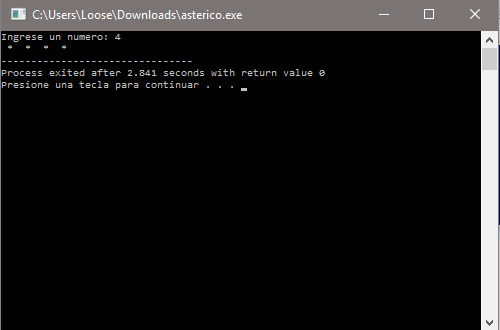 C:\Users\Loose\Downloads\asterico.exe
Ingrese un numero: 4
 *  *  *  *
--------------------------------
Process exited after 2.841 seconds with return value 0
Presione una tecla para continuar . . .